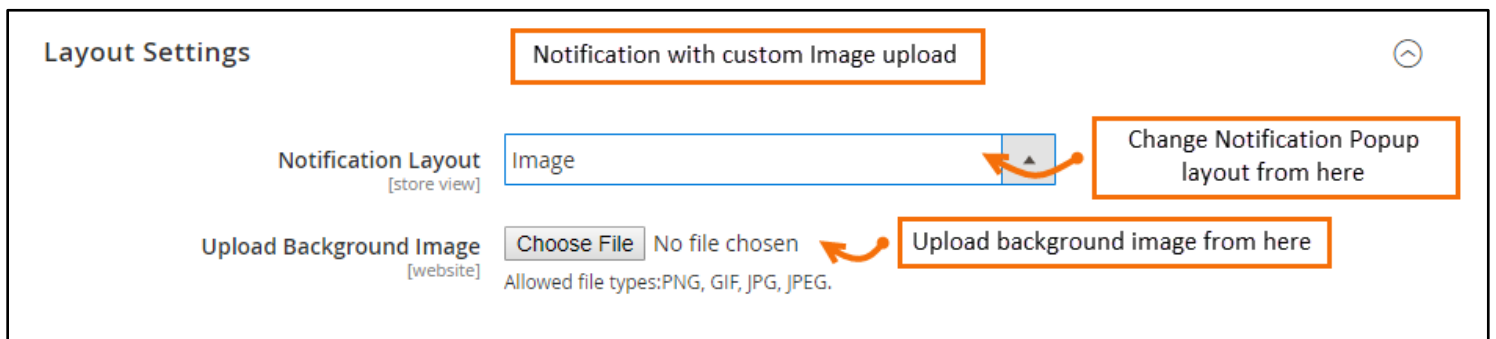 Layout Settings
Notification with custom Image upload
Notification Layout
[store view]
Image
Change Notification Popup
layout from here
Upload Background Image
[website]
Choose File No file chosen
Allowed file types:PNG, GIF, JPG, JPEG.
Upload background image from here